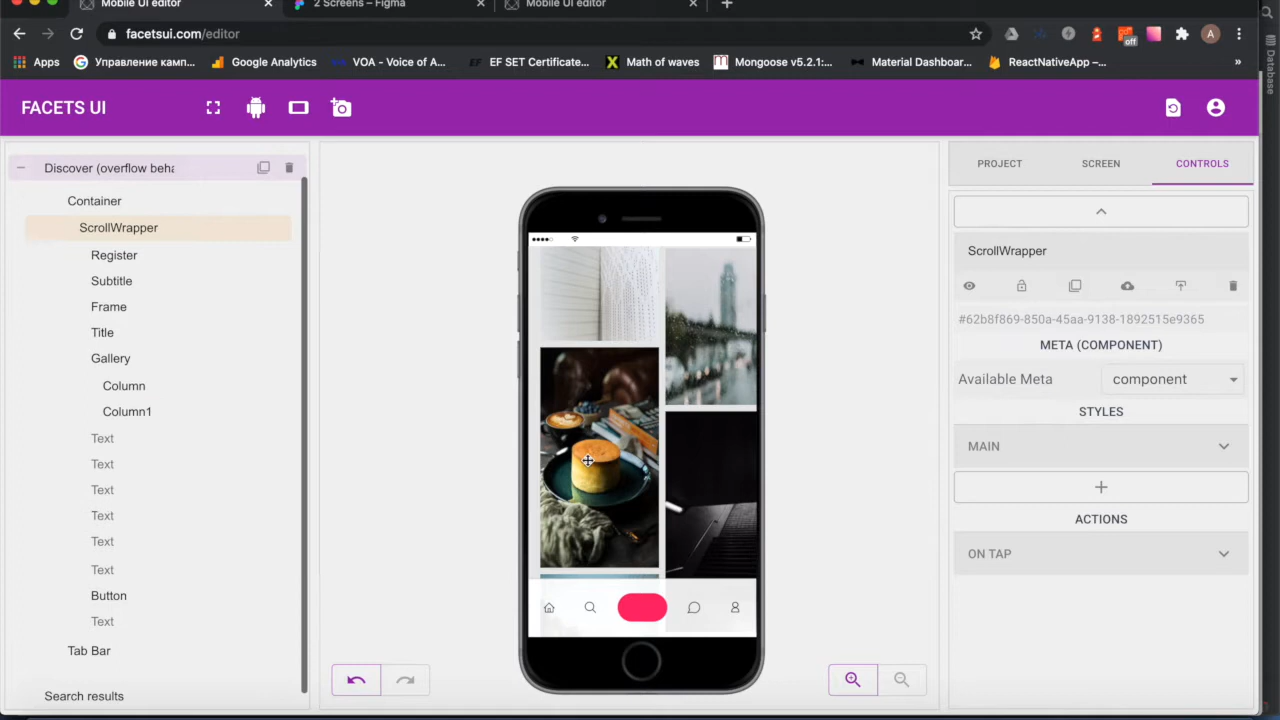 Mobile UI editor
2 Screens – Figma
Mobile UI editor
facetsui.com/editor
A
Apps
Управление камп...
Google Analytics
VOA - Voice of A...
EF SET Certificate...
Math of waves
Mongoose v5.2.1:...
Material Dashboar...
ReactNativeApp –...
»
off
Database
FACETS UI
Discover (overflow beha
Container
ScrollWrapper
Register
Subtitle
Frame
Title
Gallery
Column
Column1
Text
Text
Text
Text
Text
Text
Button
Text
Tab Bar
Search results
PROJECT
SCREEN
CONTROLS
ScrollWrapper
#62b8f869-850a-45aa-9138-1892515e9365
META (COMPONENT)
Available Meta
component
STYLES
MAIN
ACTIONS
ON TAP